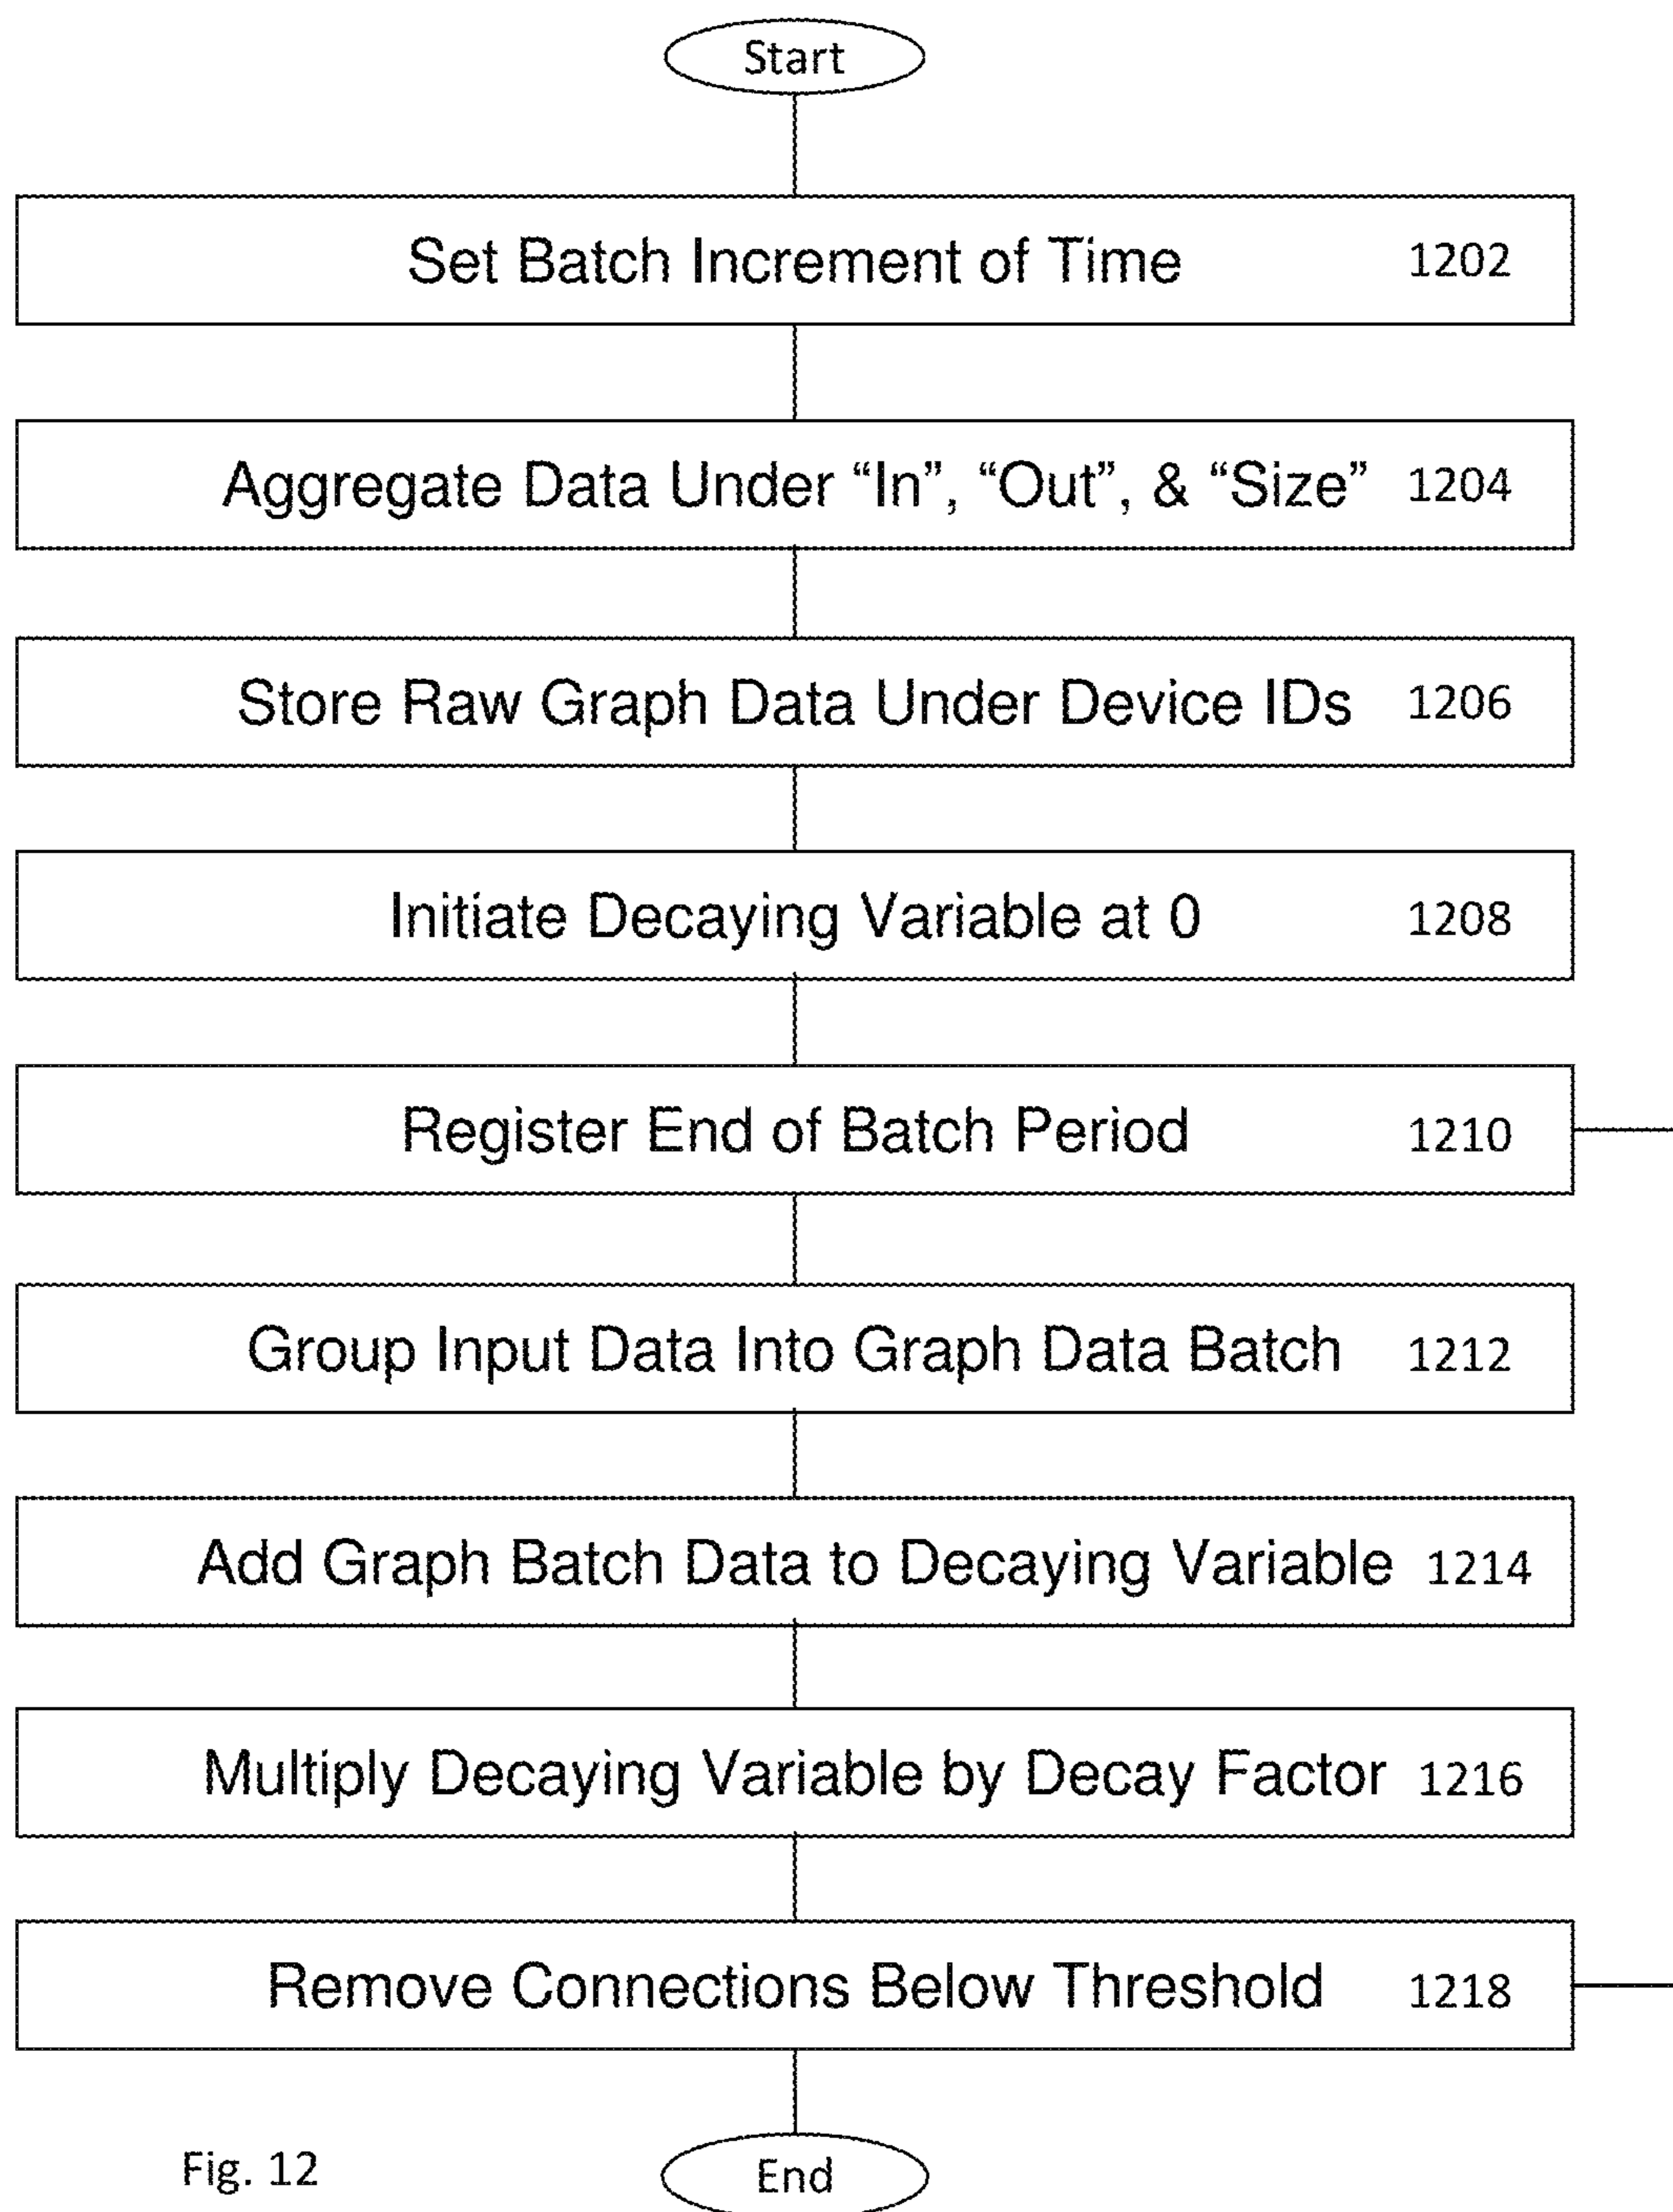 Start
Set Batch Increment of Time 1202
Aggregate Data Under “In”, “Out”, & “Size” 1204
Store Raw Graph Data Under Device IDs 1206
Initiate Decaying Variable at 0 1208
Register End of Batch Period 1210
Group Input Data Into Graph Data Batch 1212
Add Graph Batch Data to Decaying Variable 1214
Multiply Decaying Variable by Decay Factor 1216
Remove Connections Below Threshold 1218
Fig. 12
End